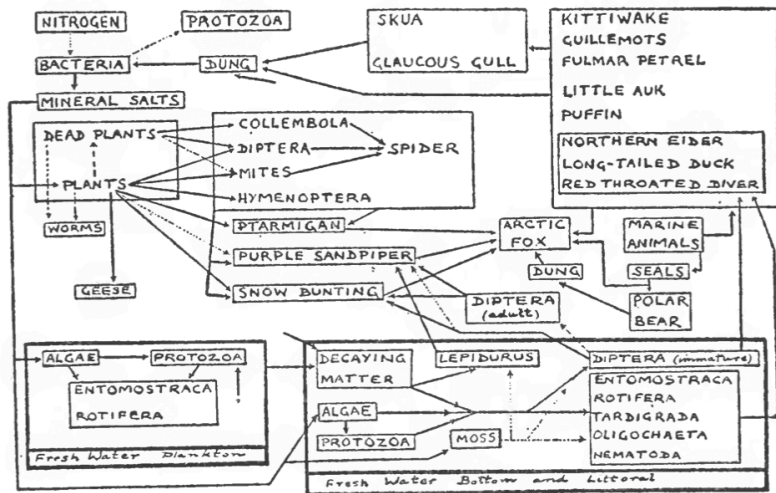 NITROGEN
PROTOZOA
BACTERIA
DUNG
MINERAL SALTS
SKUA
GLAUCOUS GULL
KITTIWAKE
GUILLEMOTS
FULMAR PETREL
LITTLE AUK
PUFFIN
NORTHERN EIDER
LONG-TAILED DUCK
RED THROATED DIVER
DEAD PLANTS
PLANTS
WORMS
GEESE
COLLEMBOLA
DIPTERA
MITES
HYMENOPTERA
SPIDER
PTARMIGAN
PURPLE SANDPIPER
SNOW BUNTING
ARCTIC
FOX
MARINE
ANIMALS
DUNG
SEALS
POLAR
BEAR
DIPTERA
(adult)
ALGAE
PROTOZOA
ENTOMOSTRACA
ROTIFERA
Fresh Water Plankton
DECAYING
MATTER
LEPIDURUS
DIPTERA (immature)
ALGAE
PROTOZOA
MOSS
ENTOMOSTRACA
ROTIFERA
TARDIGRADA
OLIGOCHAETA
NEMATODA
Fresh Water Bottom and Littoral